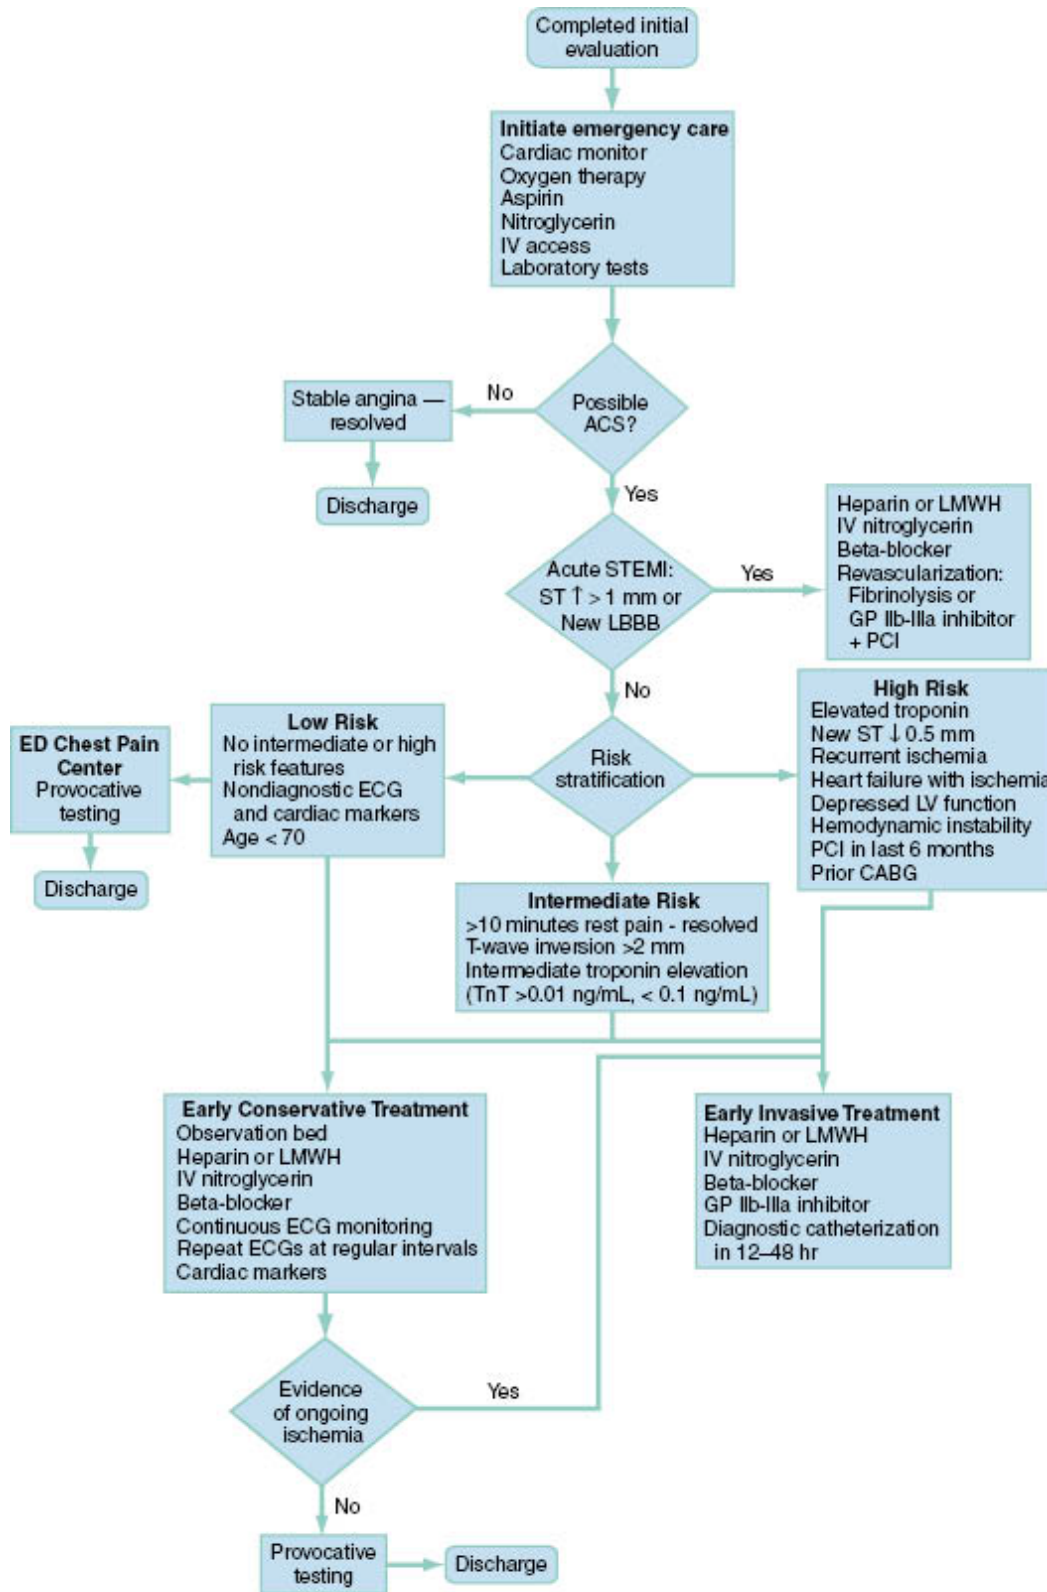 Completed initial
evaluation
Initiate emergency care
Cardiac monitor
Oxygen therapy
Aspirin
Nitroglycerin
IV access
Laboratory tests
Possible
ACS?
No
Stable angina —
resolved
Discharge
Yes
Acute STEMI:
ST ↑ > 1 mm or
New LBBB
Yes
Heparin or LMWH
IV nitroglycerin
Beta-blocker
Revascularization:
Fibrinolysis or
GP IIb-IIIa inhibitor
+ PCI
No
Risk
stratification
Low Risk
No intermediate or high
risk features
Nondiagnostic ECG
and cardiac markers
Age < 70
ED Chest Pain
Center
Provocative
testing
Discharge
High Risk
Elevated troponin
New ST ↓ 0.5 mm
Recurrent ischemia
Heart failure with ischemia
Depressed LV function
Hemodynamic instability
PCI in last 6 months
Prior CABG
Intermediate Risk
>10 minutes rest pain - resolved
T-wave inversion >2 mm
Intermediate troponin elevation
(TnT >0.01 ng/mL, < 0.1 ng/mL)
Early Conservative Treatment
Observation bed
Heparin or LMWH
IV nitroglycerin
Beta-blocker
Continuous ECG monitoring
Repeat ECGs at regular intervals
Cardiac markers
Early Invasive Treatment
Heparin or LMWH
IV nitroglycerin
Beta-blocker
GP IIb-IIIa inhibitor
Diagnostic catheterization
in 12–48 hr
Evidence
of ongoing
ischemia
Yes
No
Provocative
testing
Discharge